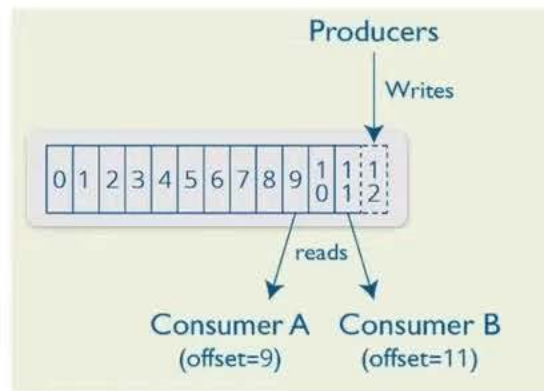 Producers
Writes
0 1 2 3 4 5 6 7 8 9 10 11 12
reads
Consumer A Consumer B
(offset=9) (offset=11)